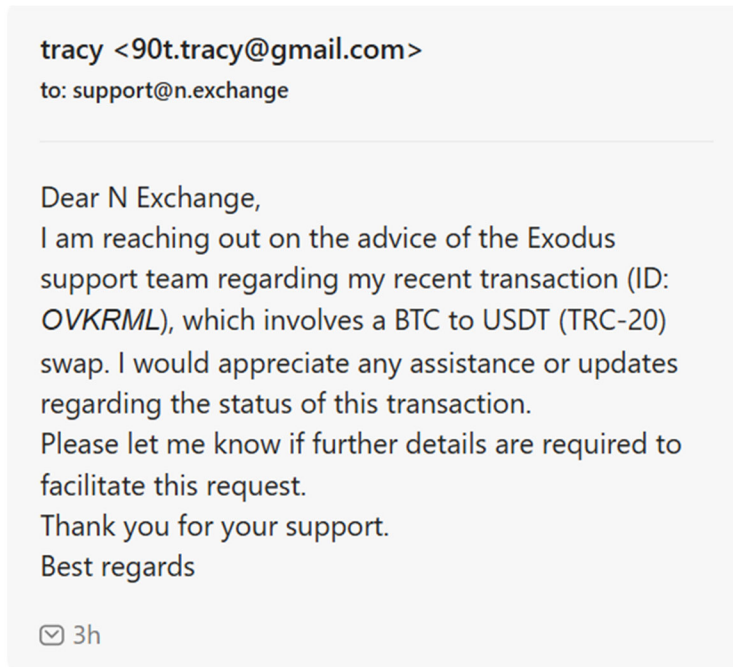 tracy <90t.tracy@gmail.com>
to: support@n.exchange
Dear N Exchange,
I am reaching out on the advice of the Exodus
support team regarding my recent transaction (ID:
OVKRML), which involves a BTC to USDT (TRC-20)
swap. I would appreciate any assistance or updates
regarding the status of this transaction.
Please let me know if further details are required to
facilitate this request.
Thank you for your support.
Best regards
3h